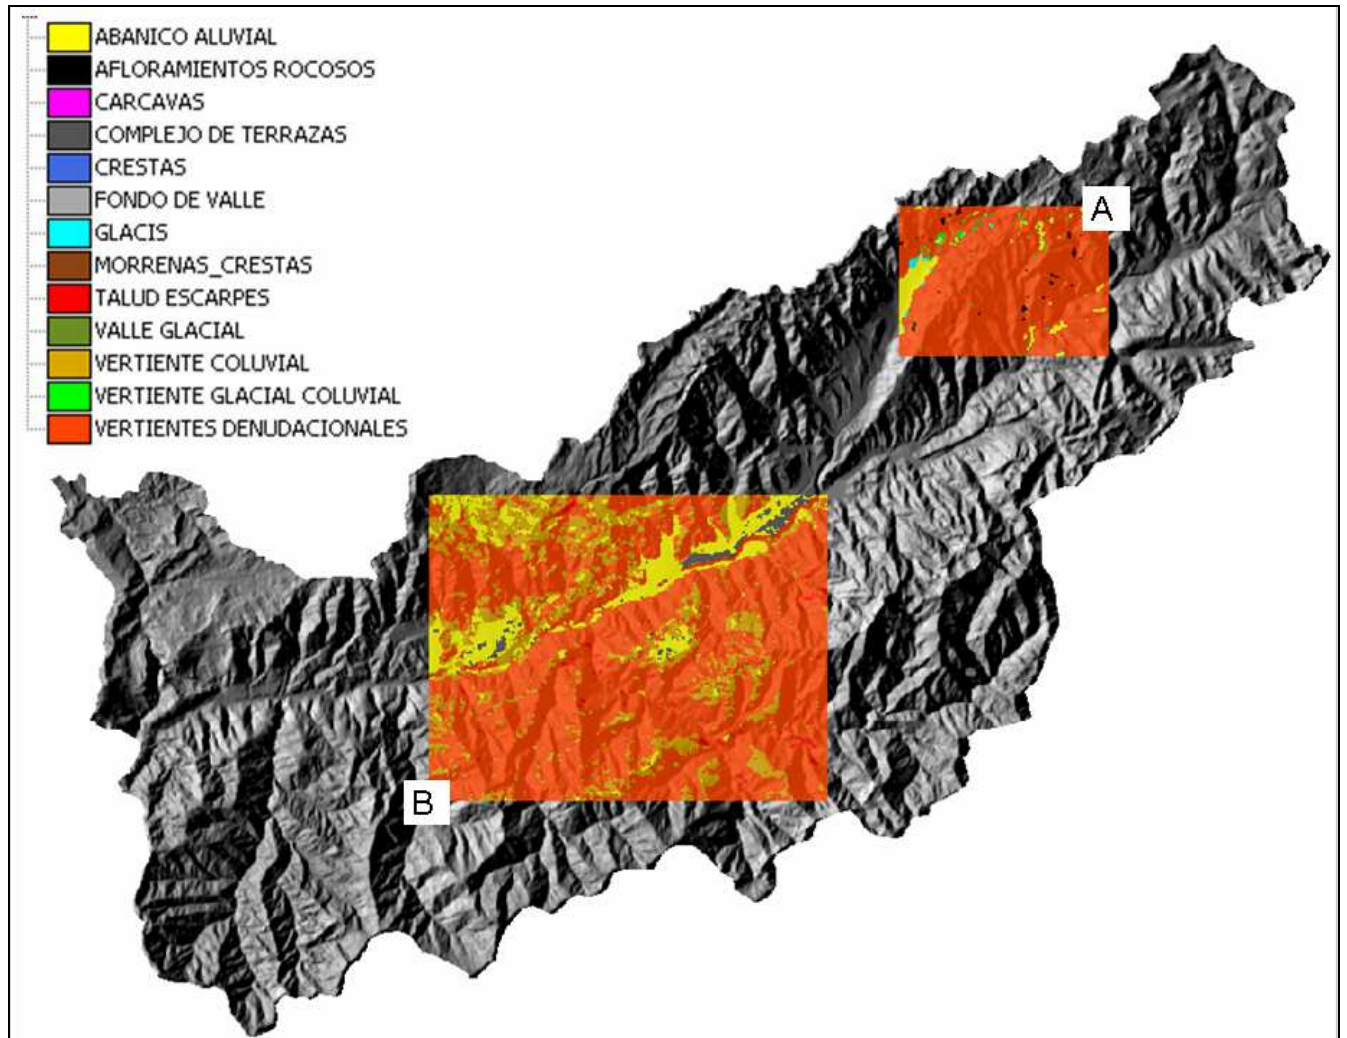 ABANICO ALUVIAL
AFLORAMIENTOS ROCOSOS
CARCAVAS
COMPLEJO DE TERRAZAS
CRESTAS
FONDO DE VALLE
GLACIS
MORRENAS_CRESTAS
TALUD ESCARPES
VALLE GLACIAL
VERTIENTE COLUVIAL
VERTIENTE GLACIAL COLUVIAL
VERTIENTES DENUDACIONALES
A
B